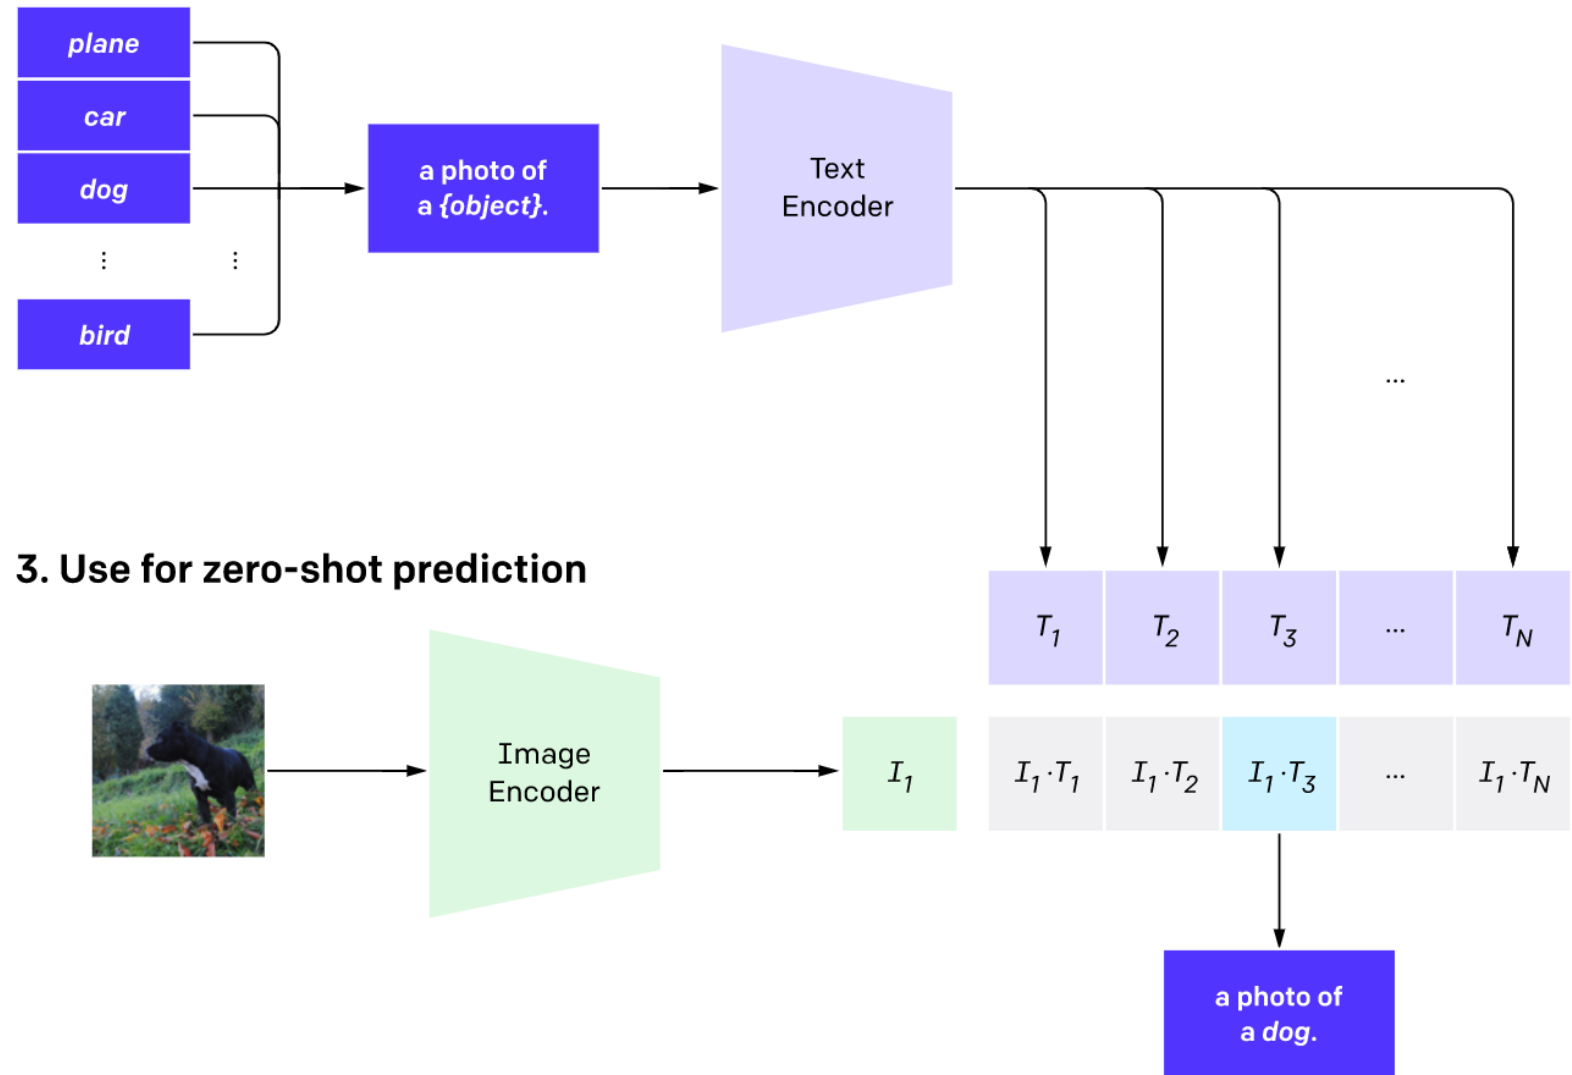 plane
car
dog
⋮ ⋮
bird
a photo of
a {object}.
Text
Encoder
...
3. Use for zero-shot prediction
T1 T2 T3 ... TN
Image
Encoder
I1
I1·T1 I1·T2 I1·T3 ... I1·TN
a photo of
a dog.